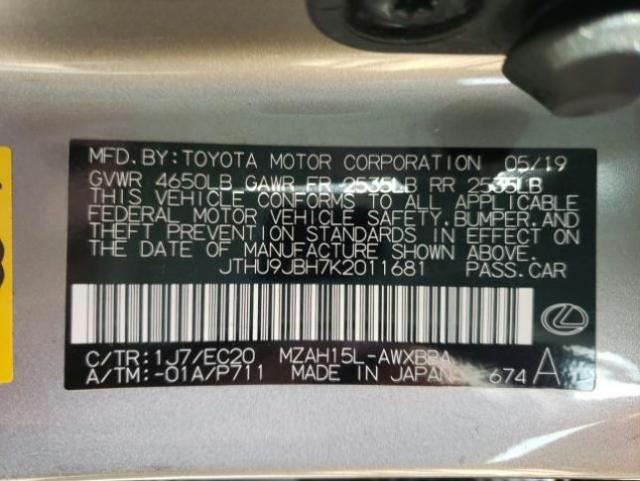 MFD.BY:TOYOTA MOTOR CORPORATION 05/19
GVWR 4650LB GAWR FR 2535LB RR 2535LB
THIS VEHICLE CONFORMS TO ALL APPLICABLE
FEDERAL MOTOR VEHICLE SAFETY, BUMPER, AND
THEFT PREVENTION STANDARDS IN EFFECT ON
THE DATE OF MANUFACTURE SHOWN ABOVE.
JTHU9JBH7K2011681 PASS.CAR
C/TR:1J7/EC20 MZAH15L-AWXBBA
A/TM:-01A/P711 MADE IN JAPAN 674 A